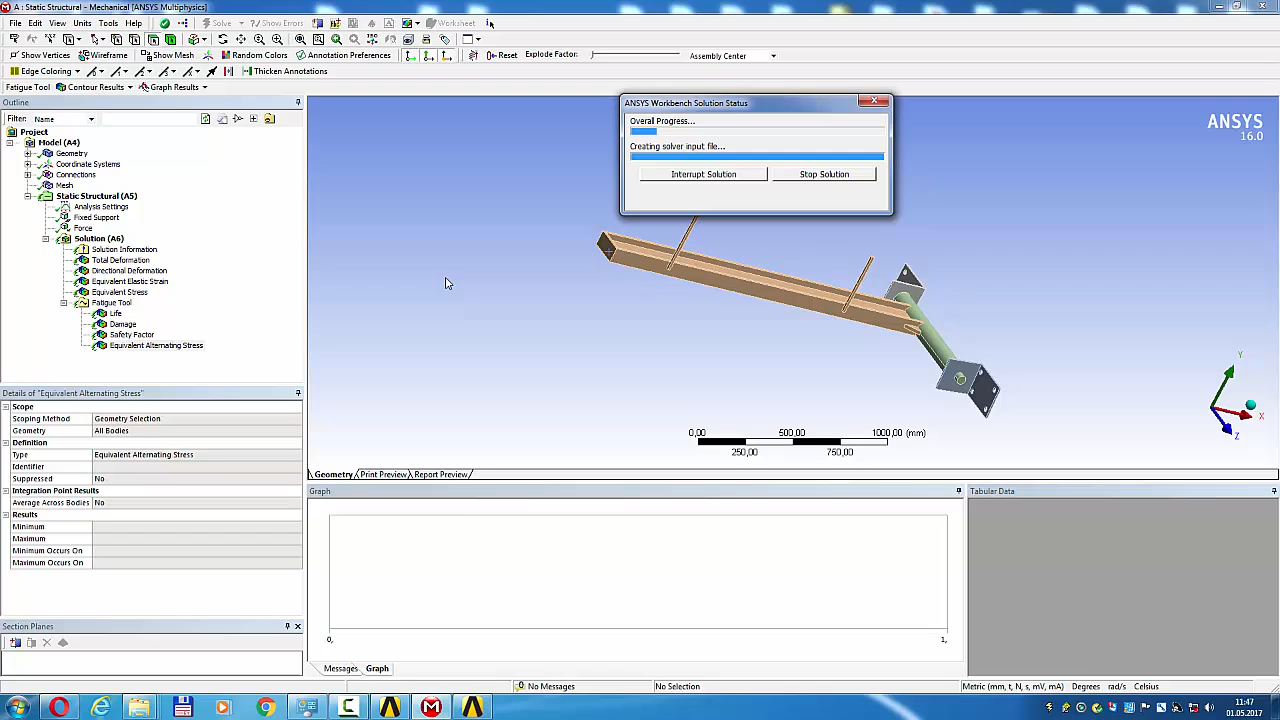 A : Static Structural - Mechanical [ANSYS Multiphysics]
File Edit View Units Tools Help Solve Show Errors Worksheet
Show Vertices Wireframe Show Mesh Random Colors Annotation Preferences Reset Explode Factor: Assembly Center
Edge Coloring Thicken Annotations
Fatigue Tool Contour Results Graph Results
Outline
Filter: Name
Project
Model (A4)
Geometry
Coordinate Systems
Connections
Mesh
Static Structural (A5)
Analysis Settings
Fixed Support
Force
Solution (A6)
Solution Information
Total Deformation
Directional Deformation
Equivalent Elastic Strain
Equivalent Stress
Fatigue Tool
Life
Damage
Safety Factor
Equivalent Alternating Stress
Details of "Equivalent Alternating Stress"
Scope
Scoping Method Geometry Selection
Geometry All Bodies
Definition
Type Equivalent Alternating Stress
Identifier
Suppressed No
Integration Point Results
Average Across Bodies No
Results
Minimum
Maximum
Minimum Occurs On
Maximum Occurs On
Section Planes
ANSYS Workbench Solution Status
Overall Progress...
Creating solver input file...
Interrupt Solution Stop Solution
ANSYS
16.0
Y
X
Z
0,00 500,00 1000,00 (mm)
250,00 750,00
Geometry Print Preview Report Preview
Graph
0, 1,
Messages Graph
Tabular Data
No Messages No Selection Metric (mm, t, N, s, mV, mA) Degrees rad/s Celsius
11:47
01.05.2017